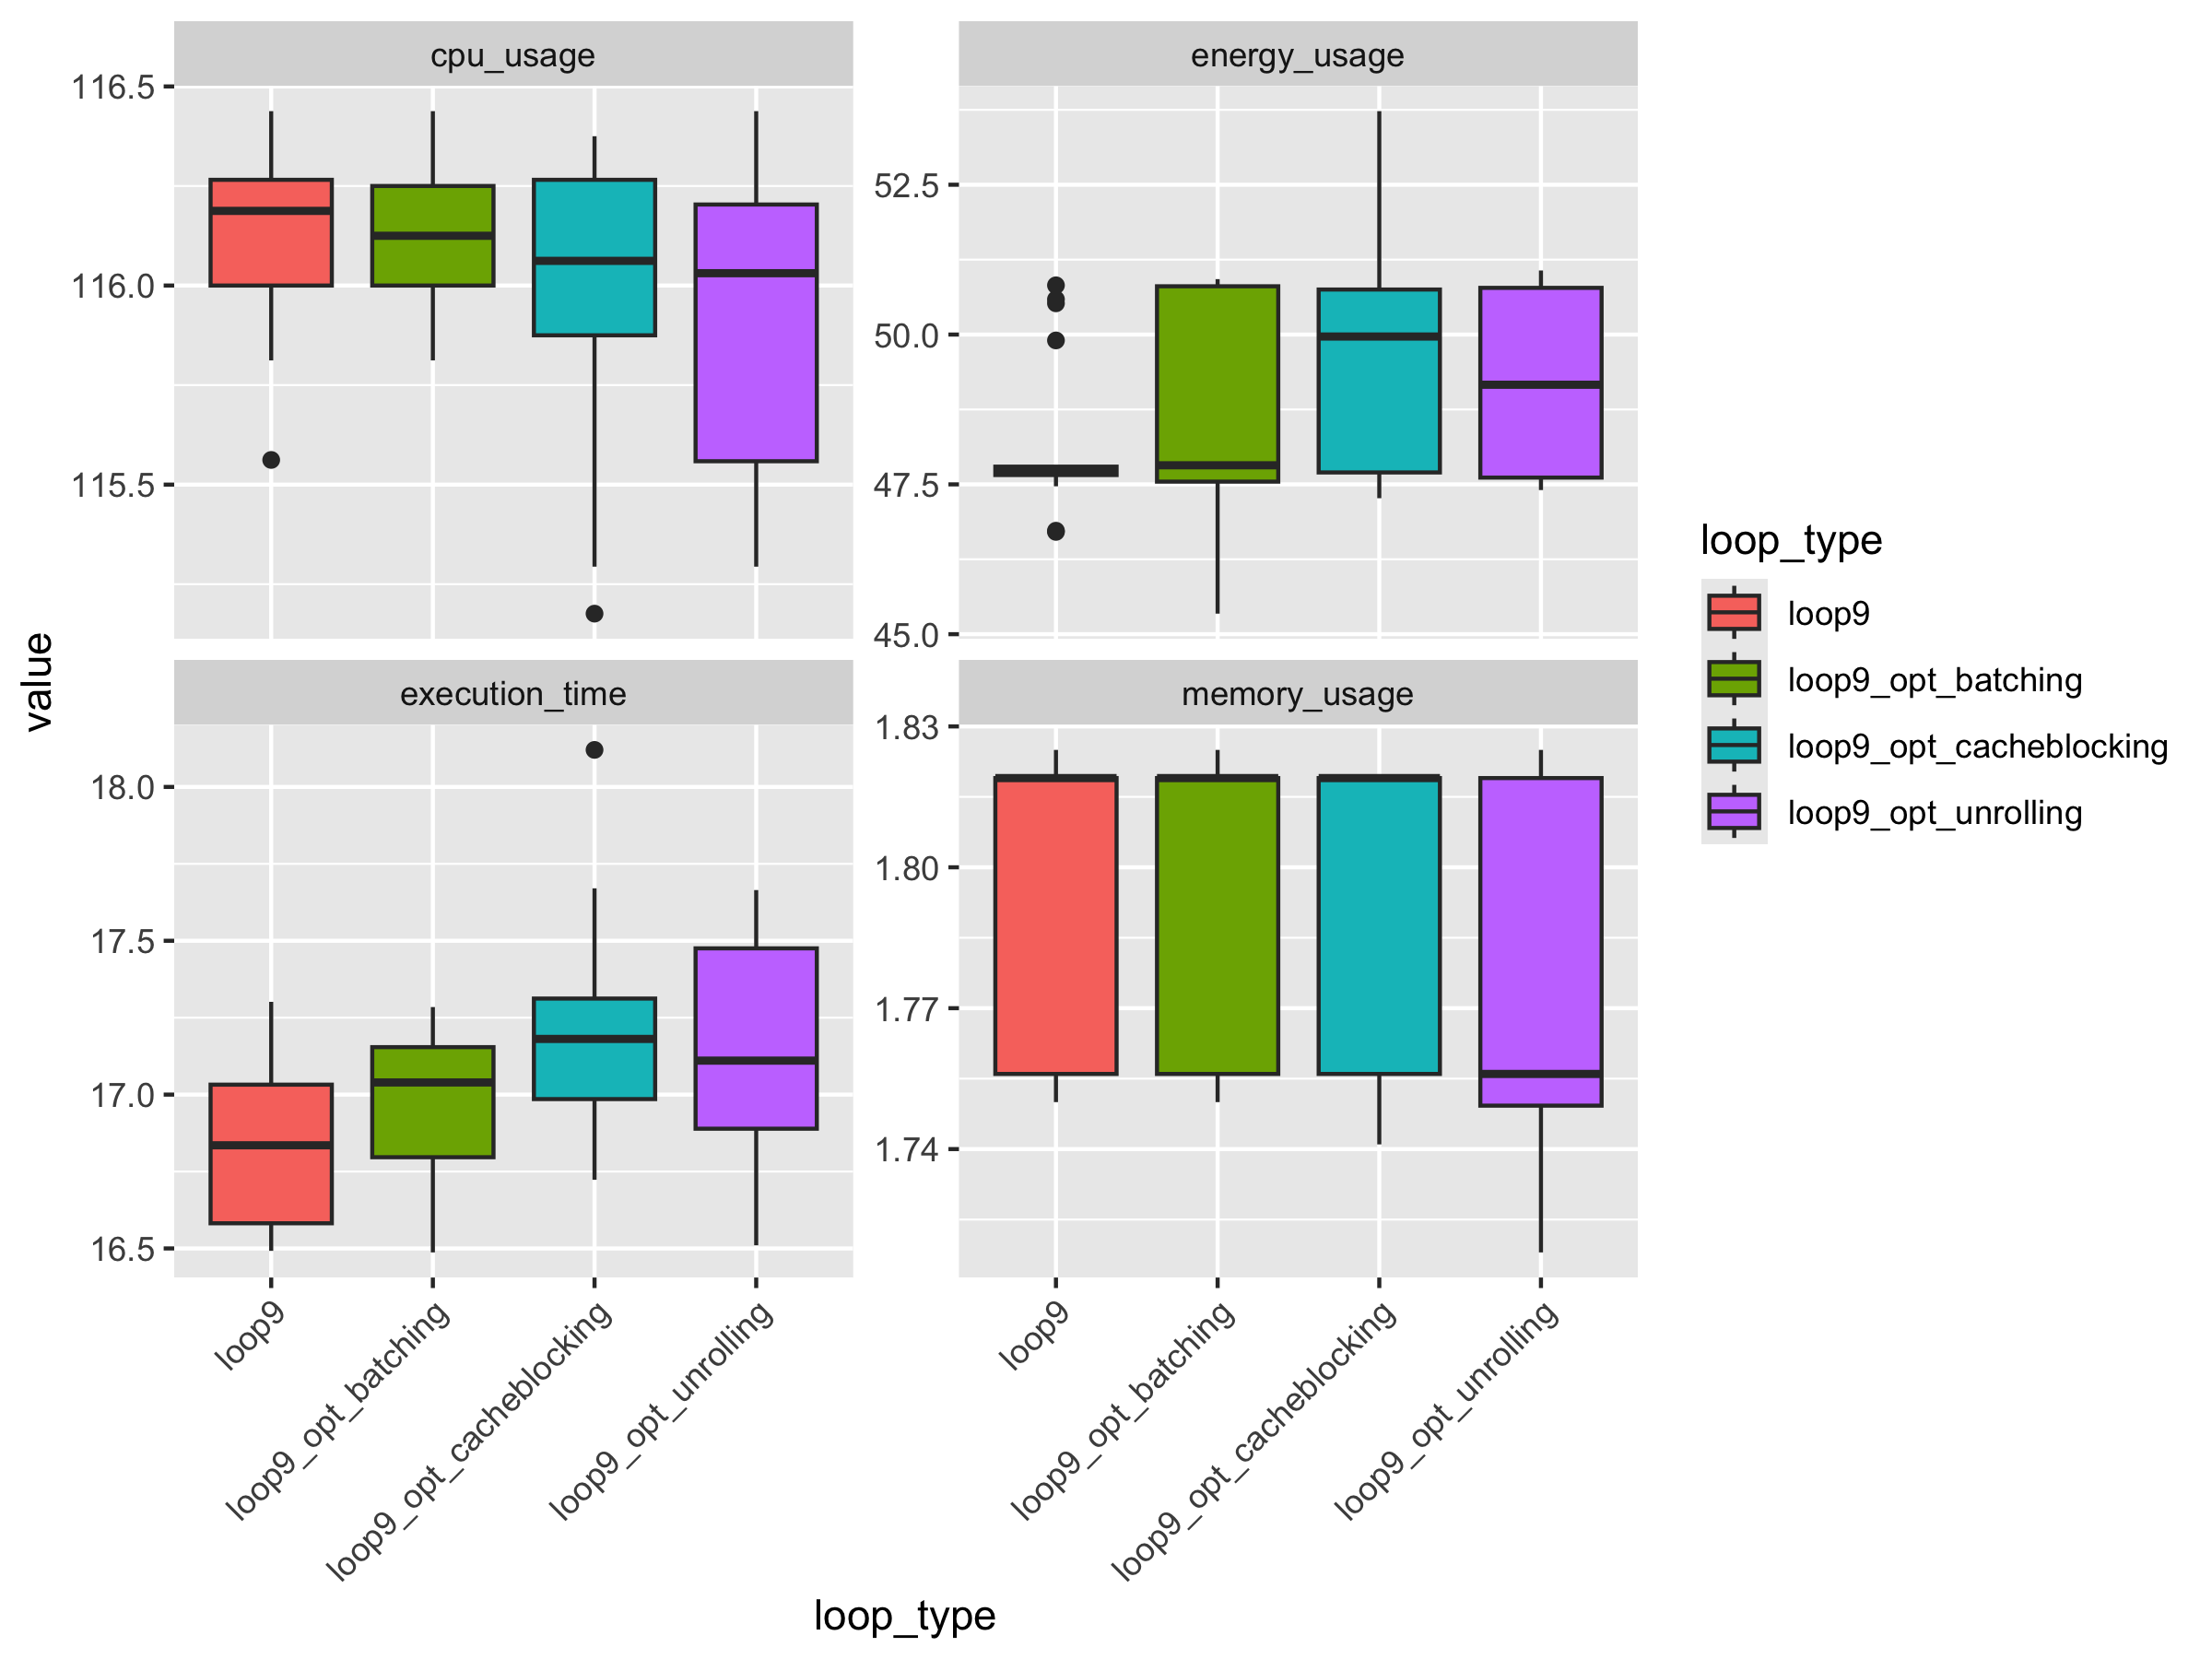 cpu_usage
116.5
116.0
115.5
energy_usage
52.5
50.0
47.5
45.0
execution_time
18.0
17.5
17.0
16.5
memory_usage
1.83
1.80
1.77
1.74
value
loop9
loop9_opt_batching
loop9_opt_cacheblocking
loop9_opt_unrolling
loop9
loop9_opt_batching
loop9_opt_cacheblocking
loop9_opt_unrolling
loop_type
loop_type
loop9
loop9_opt_batching
loop9_opt_cacheblocking
loop9_opt_unrolling